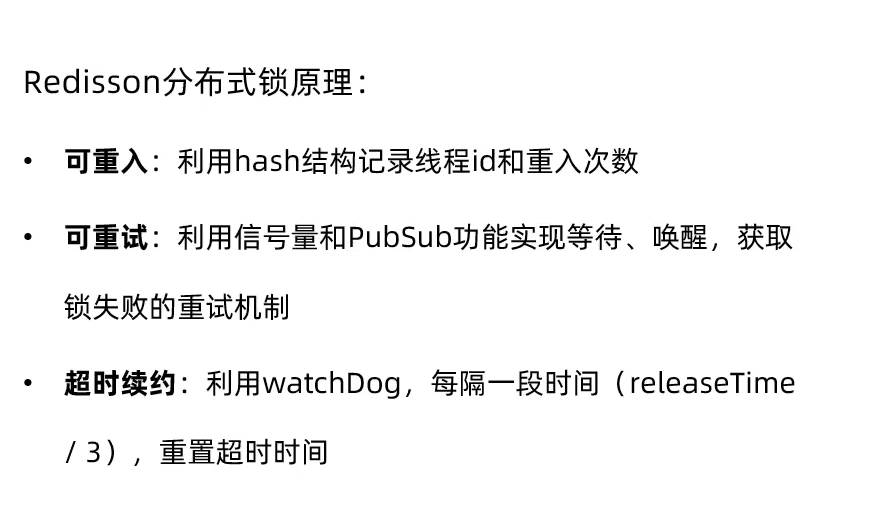 Redisson分布式锁原理：
• 可重入：利用hash结构记录线程id和重入次数
• 可重试：利用信号量和PubSub功能实现等待、唤醒，获取
锁失败的重试机制
• 超时续约：利用watchDog，每隔一段时间（releaseTime
/ 3），重置超时时间